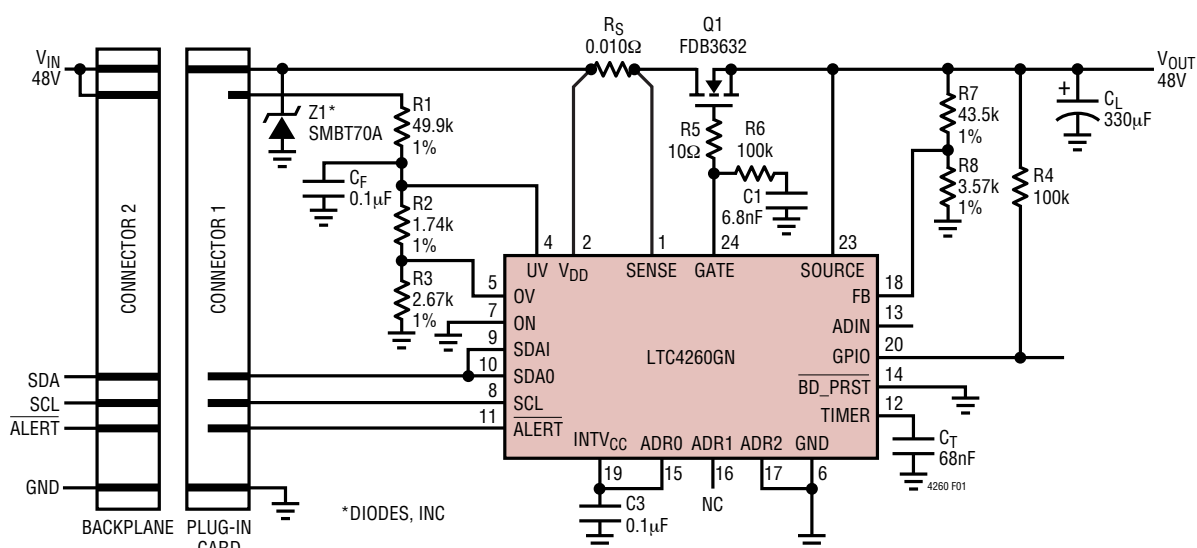 VIN
48V
SDA
SCL
ALERT
GND
CONNECTOR 2
CONNECTOR 1
BACKPLANE
PLUG-IN
CARD
*DIODES, INC
Z1*
SMBT70A
CF
0.1µF
R1
49.9k
1%
R2
1.74k
1%
R3
2.67k
1%
RS
0.010Ω
Q1
FDB3632
R5
10Ω
R6
100k
C1
6.8nF
R7
43.5k
1%
R8
3.57k
1%
R4
100k
CL
330µF
+
VOUT
48V
4
2
1
24
23
UV
VDD
SENSE
GATE
SOURCE
5
OV
7
ON
9
SDAI
10
SDA0
8
SCL
11
ALERT
LTC4260GN
18
FB
13
ADIN
20
GPIO
14
BD_PRST
12
TIMER
INTVCC
ADR0
ADR1
ADR2
GND
19
15
16
17
6
NC
C3
0.1µF
CT
68nF
4260 F01